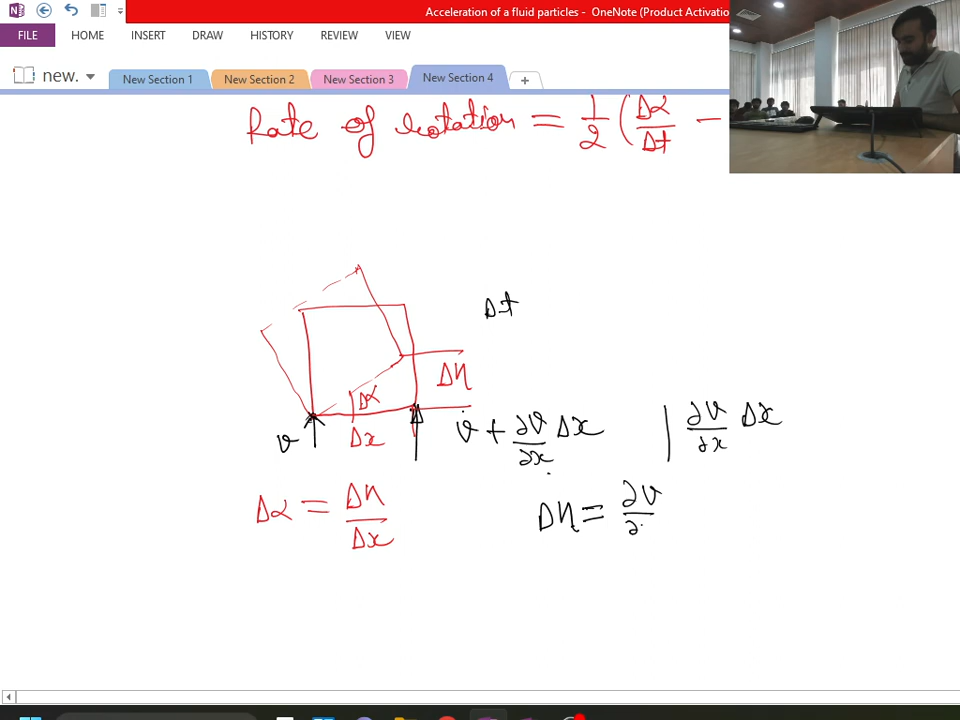 Acceleration of a fluid particles - OneNote (Product Activatio
FILE HOME INSERT DRAW HISTORY REVIEW VIEW
new. New Section 1 New Section 2 New Section 3 New Section 4 +
Rate of rotation = 1/2 (Δα/Δt -
Δt
Δη
Δα
v Δx v + ∂v/∂x Δx | ∂v/∂x Δx
Δα = Δη/Δx Δη = ∂v/∂